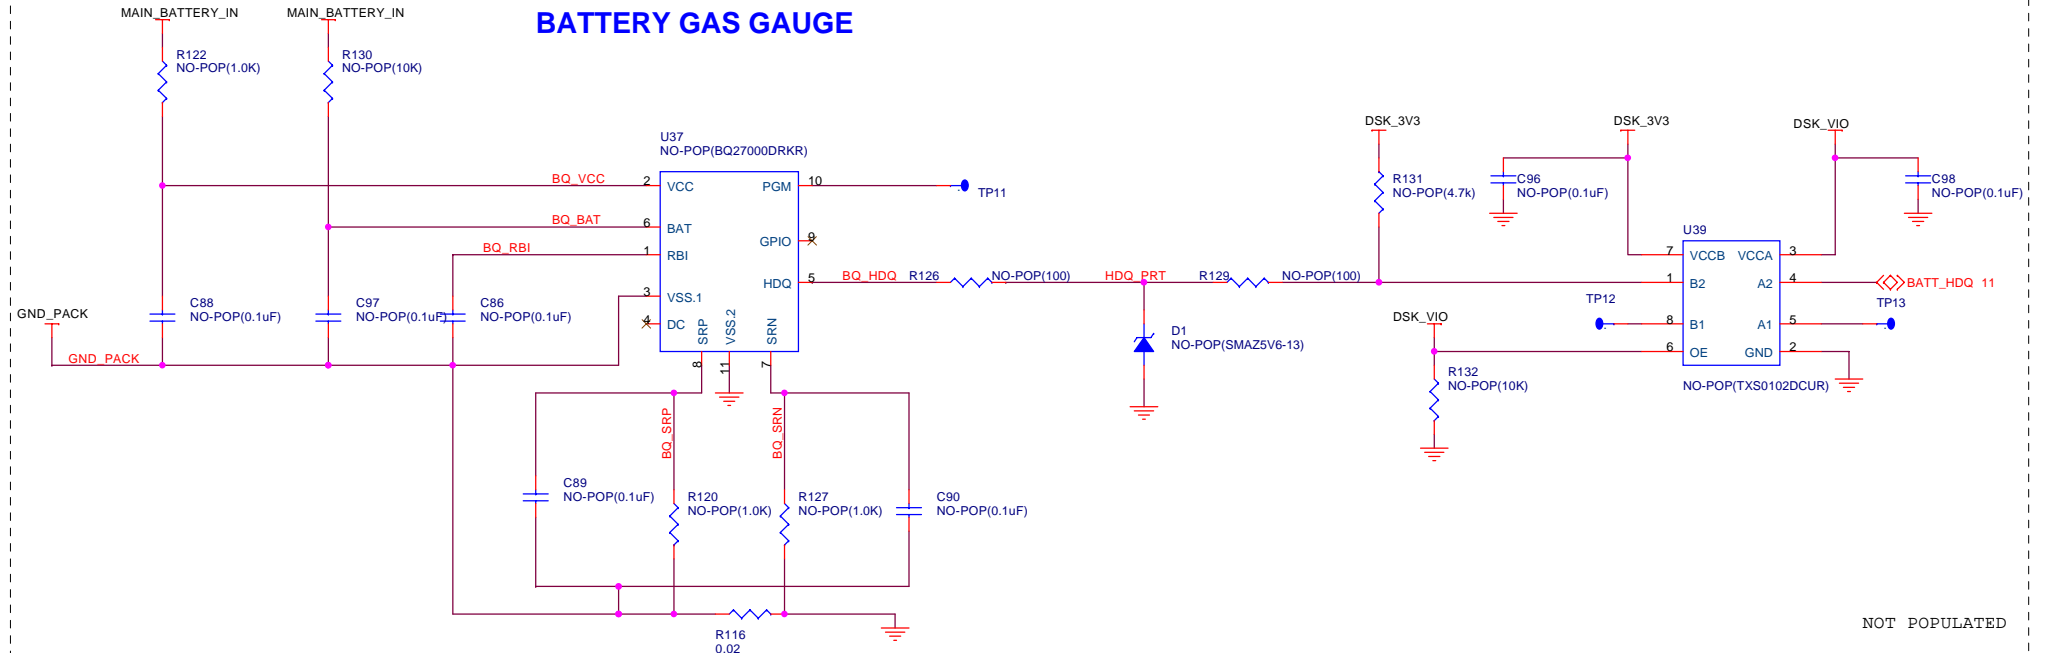 BATTERY GAS GAUGE
MAIN_BATTERY_IN
MAIN_BATTERY_IN
R122
NO-POP(1.0K)
R130
NO-POP(10K)
U37
NO-POP(BQ27000DRKR)
BQ_VCC
2
VCC
PGM
10
TP11
BQ_BAT
6
BAT
GPIO
9
BQ_RBI
1
RBI
HDQ
5
BQ_HDQ
R126
NO-POP(100)
HDQ_PRT
R129
NO-POP(100)
3
VSS.1
4
DC
SRP
VSS.2
SRN
8
11
7
C88
NO-POP(0.1uF)
C97
NO-POP(0.1uF)
C86
NO-POP(0.1uF)
GND_PACK
GND_PACK
D1
NO-POP(SMAZ5V6-13)
DSK_3V3
R131
NO-POP(4.7k)
DSK_3V3
C96
NO-POP(0.1uF)
DSK_VIO
C98
NO-POP(0.1uF)
U39
7
VCCB
VCCA
3
1
B2
A2
4
BATT_HDQ 11
TP12
8
B1
A1
5
TP13
6
OE
GND
2
NO-POP(TXS0102DCUR)
DSK_VIO
R132
NO-POP(10K)
BQ_SRP
BQ_SRN
C89
NO-POP(0.1uF)
R120
NO-POP(1.0K)
R127
NO-POP(1.0K)
C90
NO-POP(0.1uF)
R116
0.02
NOT POPULATED